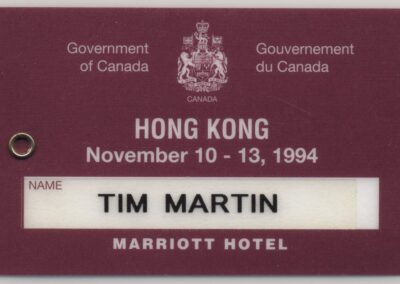 Government
of Canada
Gouvernement
du Canada
CANADA
HONG KONG
November 10 - 13, 1994
NAME
TIM MARTIN
MARRIOTT HOTEL